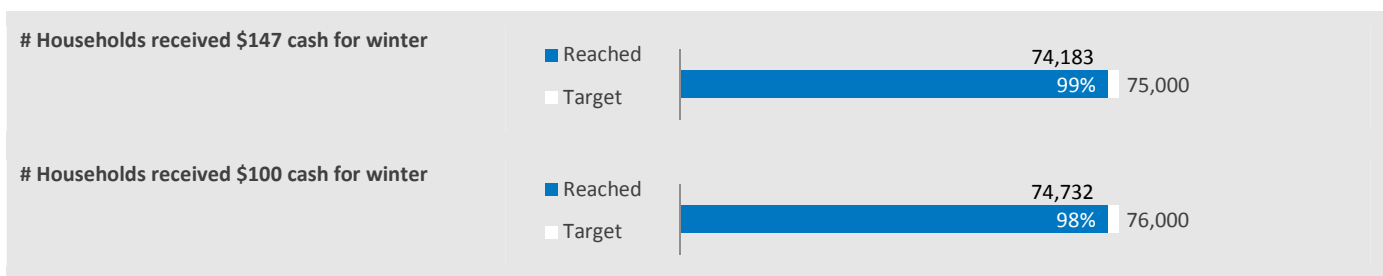 # Households received $147 cash for winter
Reached
74,183
99%
75,000
Target
# Households received $100 cash for winter
Reached
74,732
98%
76,000
Target